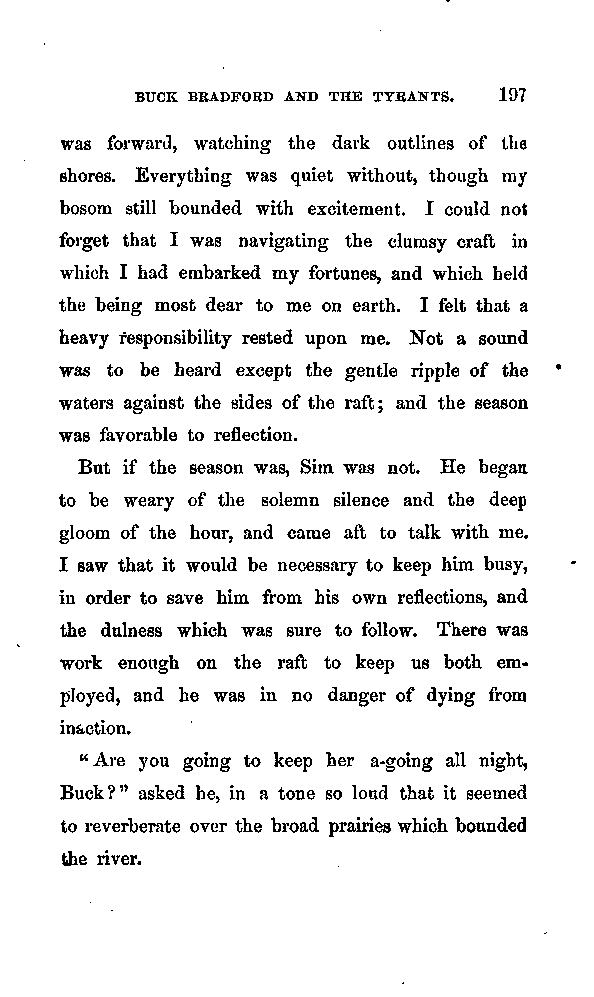 BUCK BRADFORD AND THE TYRANTS. 197
was forward, watching the dark outlines of the
shores. Everything was quiet without, though my
bosom still bounded with excitement. I could not
forget that I was navigating the clumsy craft in
which I had embarked my fortunes, and which held
the being most dear to me on earth. I felt that a
heavy responsibility rested upon me. Not a sound
was to be heard except the gentle ripple of the
waters against the sides of the raft; and the season
was favorable to reflection.
But if the season was, Sim was not. He began
to be weary of the solemn silence and the deep
gloom of the hour, and came aft to talk with me.
I saw that it would be necessary to keep him busy,
in order to save him from his own reflections, and
the dulness which was sure to follow. There was
work enough on the raft to keep us both em-
ployed, and he was in no danger of dying from
inaction.
"Are you going to keep her a-going all night,
Buck?" asked he, in a tone so loud that it seemed
to reverberate over the broad prairies which bounded
the river.